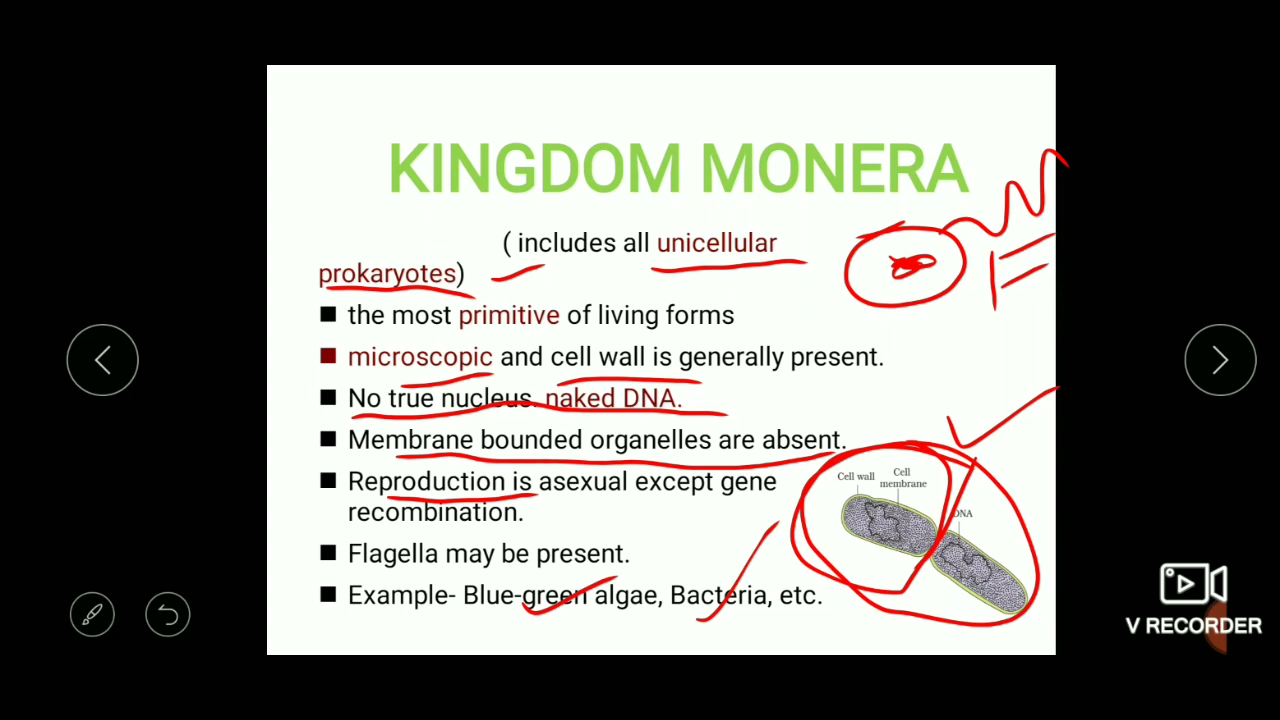 KINGDOM MONERA
( includes all unicellular
prokaryotes)
■ the most primitive of living forms
■ microscopic and cell wall is generally present.
■ No true nucleus. naked DNA.
■ Membrane bounded organelles are absent.
■ Reproduction is asexual except gene
recombination.
■ Flagella may be present.
■ Example- Blue-green algae, Bacteria, etc.
Cell wall
Cell
membrane
DNA
V RECORDER